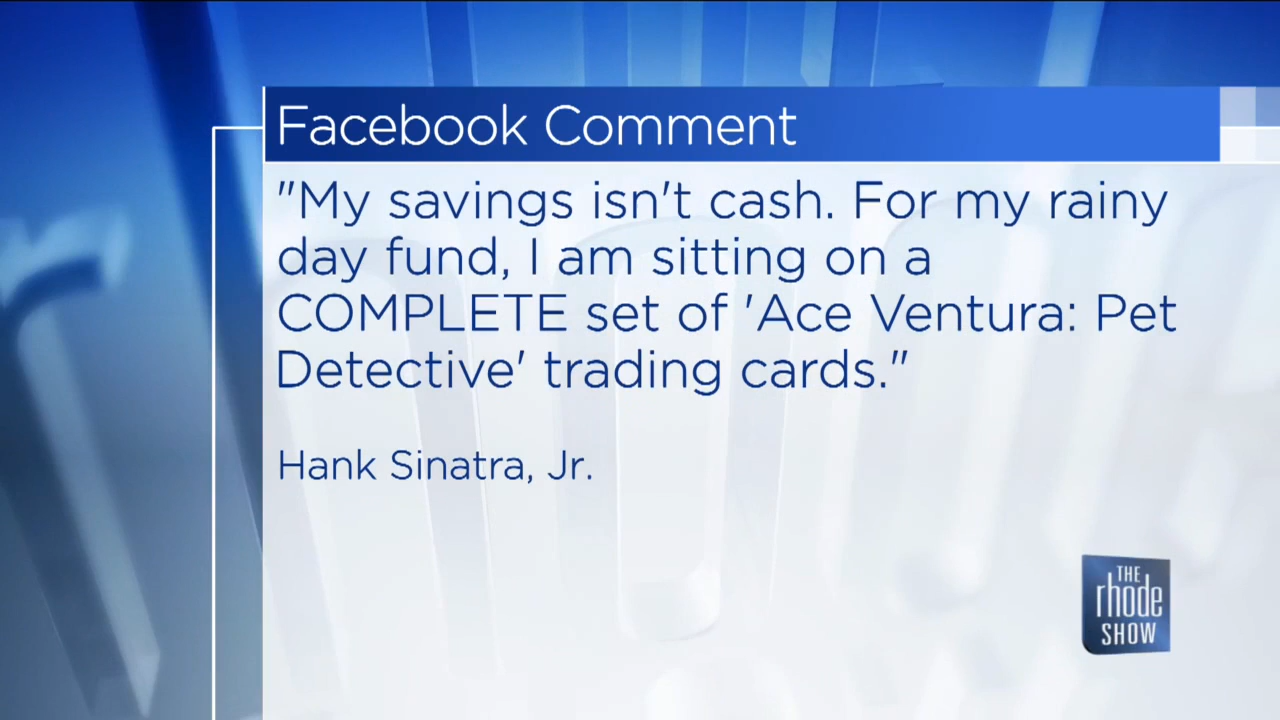 Facebook Comment
"My savings isn't cash. For my rainy
day fund, I am sitting on a
COMPLETE set of 'Ace Ventura: Pet
Detective' trading cards."
Hank Sinatra, Jr.
THE
rhode
SHOW